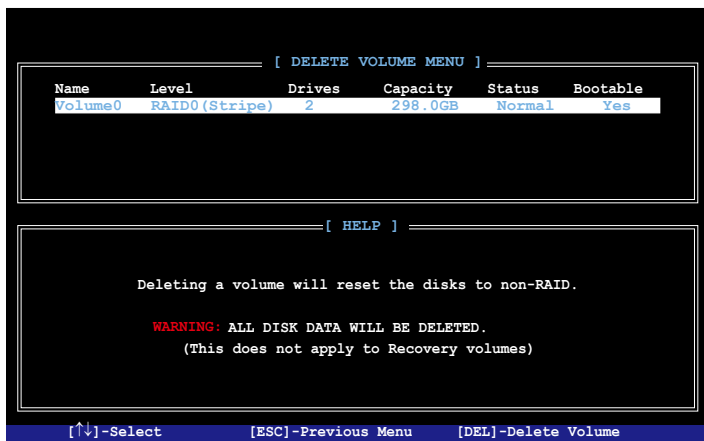 [ DELETE VOLUME MENU ]
Name Level Drives Capacity Status Bootable
Volume0 RAID0(Stripe) 2 298.0GB Normal Yes
[ HELP ]
Deleting a volume will reset the disks to non-RAID.
WARNING: ALL DISK DATA WILL BE DELETED.
(This does not apply to Recovery volumes)
[↑↓]-Select [ESC]-Previous Menu [DEL]-Delete Volume